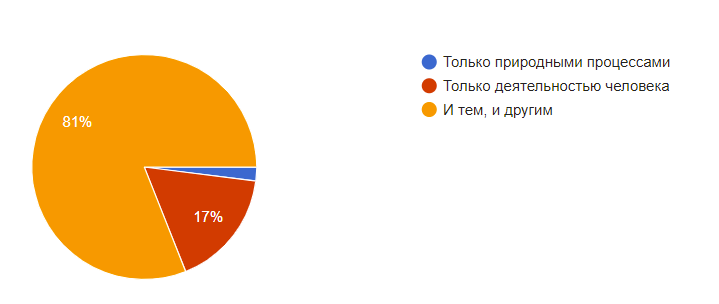 Только природными процессами
Только деятельностью человека
И тем, и другим
81%
17%